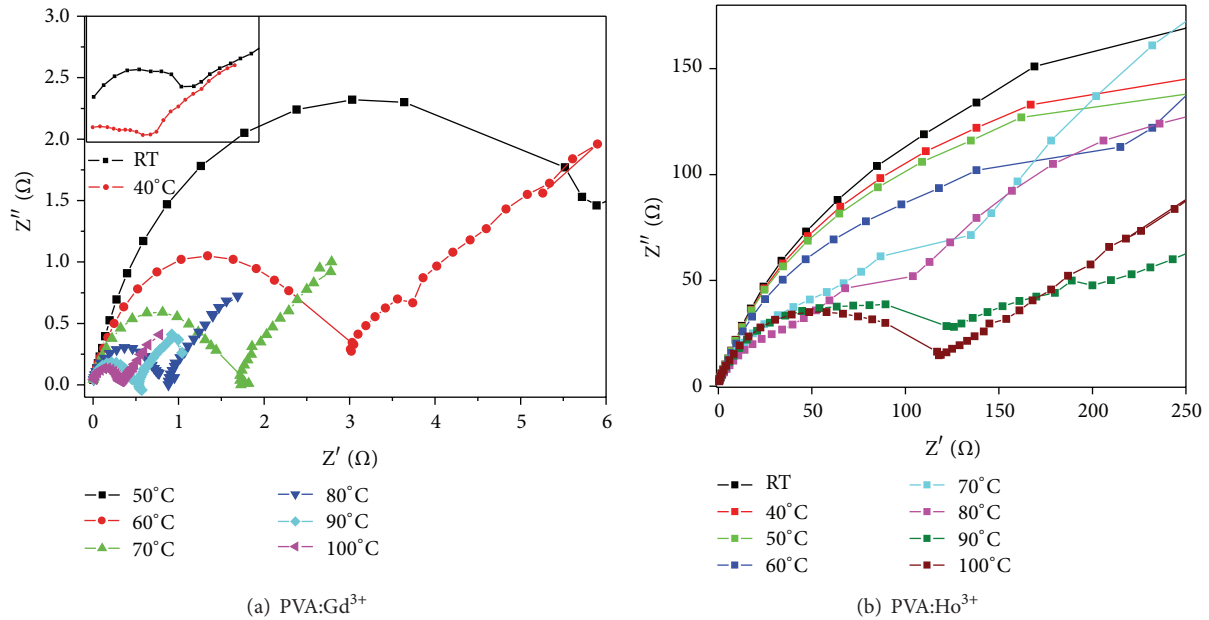 3.0
2.5
2.0
1.5
1.0
0.5
0.0
Z″ (Ω)
RT
40°C
0 1 2 3 4 5 6
Z′ (Ω)
50°C
60°C
70°C
80°C
90°C
100°C
(a) PVA:Gd³⁺
150
100
50
0
Z″ (Ω)
0 50 100 150 200 250
Z′ (Ω)
RT
40°C
50°C
60°C
70°C
80°C
90°C
100°C
(b) PVA:Ho³⁺